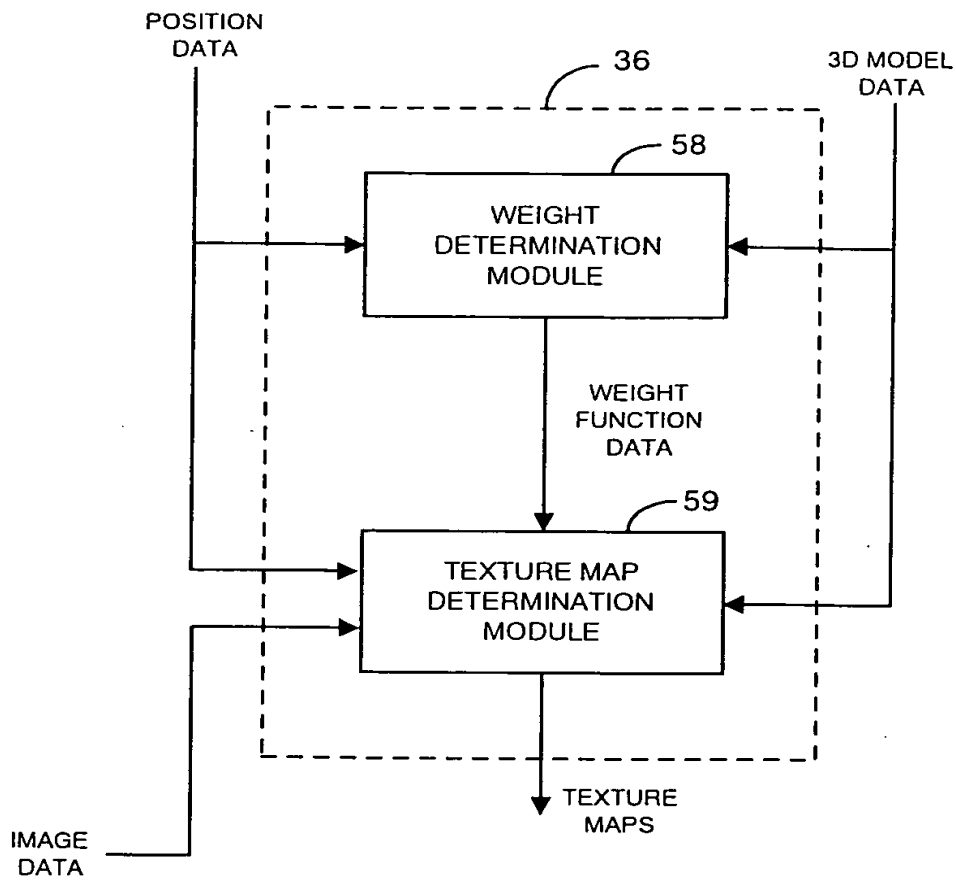 POSITION
DATA
36
3D MODEL
DATA
58
WEIGHT
DETERMINATION
MODULE
WEIGHT
FUNCTION
DATA
59
TEXTURE MAP
DETERMINATION
MODULE
TEXTURE
MAPS
IMAGE
DATA